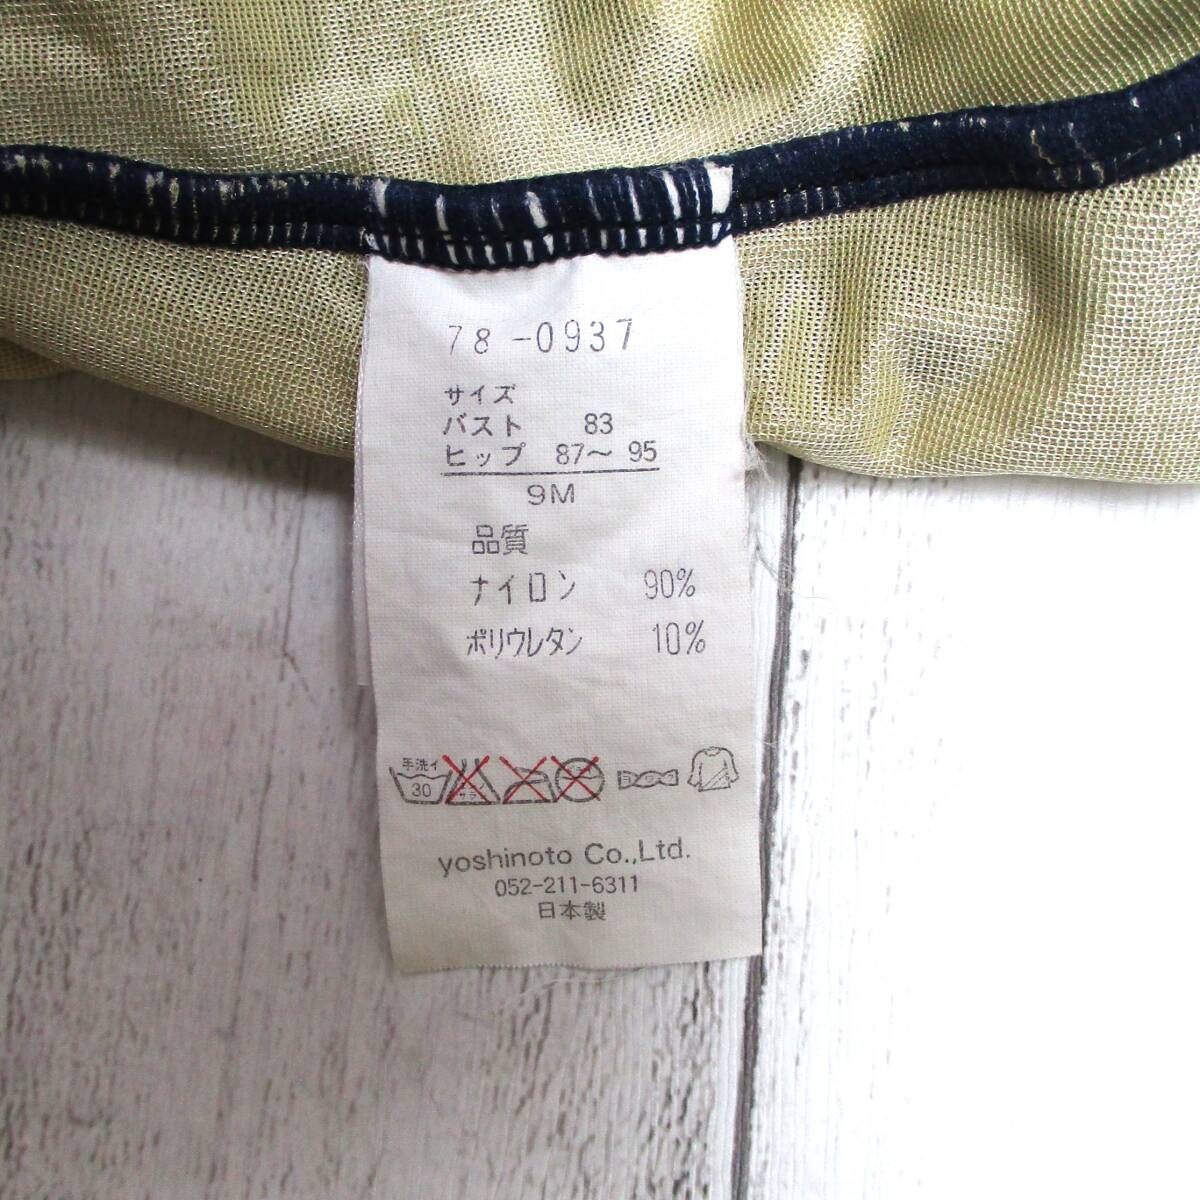 78-0937
サイズ
バスト 83
ヒップ 87〜 95
9M
品質
ナイロン 90%
ポリウレタン 10%
手洗イ
30
yoshinoto Co.,Ltd.
052-211-6311
日本製